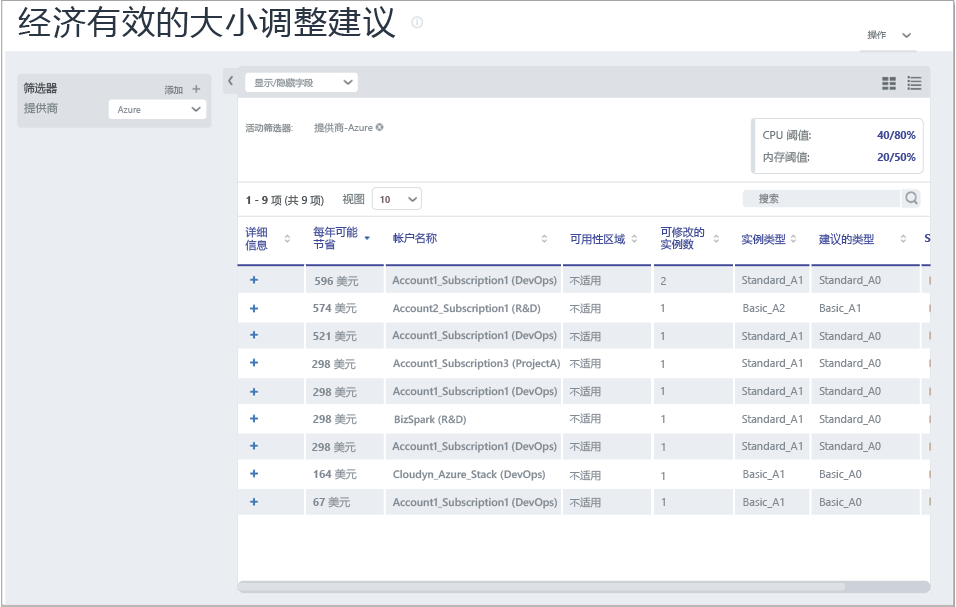 经济有效的大小调整建议
操作
筛选器 添加 +
提供商 Azure
显示/隐藏字段
活动筛选器: 提供商-Azure
CPU 阈值: 40/80%
内存阈值: 20/50%
1 - 9 项 (共 9 项) 视图 10 搜索
详细信息 每年可能节省 帐户名称 可用性区域 可修改的实例数 实例类型 建议的类型 S
+ 596 美元 Account1_Subscription1 (DevOps) 不适用 2 Standard_A1 Standard_A0
+ 574 美元 Account2_Subscription1 (R&D) 不适用 1 Basic_A2 Basic_A1
+ 521 美元 Account1_Subscription1 (DevOps) 不适用 1 Standard_A1 Standard_A0
+ 298 美元 Account1_Subscription3 (ProjectA) 不适用 1 Standard_A1 Standard_A0
+ 298 美元 Account1_Subscription1 (DevOps) 不适用 1 Standard_A1 Standard_A0
+ 298 美元 BizSpark (R&D) 不适用 1 Standard_A1 Standard_A0
+ 298 美元 Account1_Subscription1 (DevOps) 不适用 1 Standard_A1 Standard_A0
+ 164 美元 Cloudyn_Azure_Stack (DevOps) 不适用 1 Basic_A1 Basic_A0
+ 67 美元 Account1_Subscription1 (DevOps) 不适用 1 Basic_A1 Basic_A0